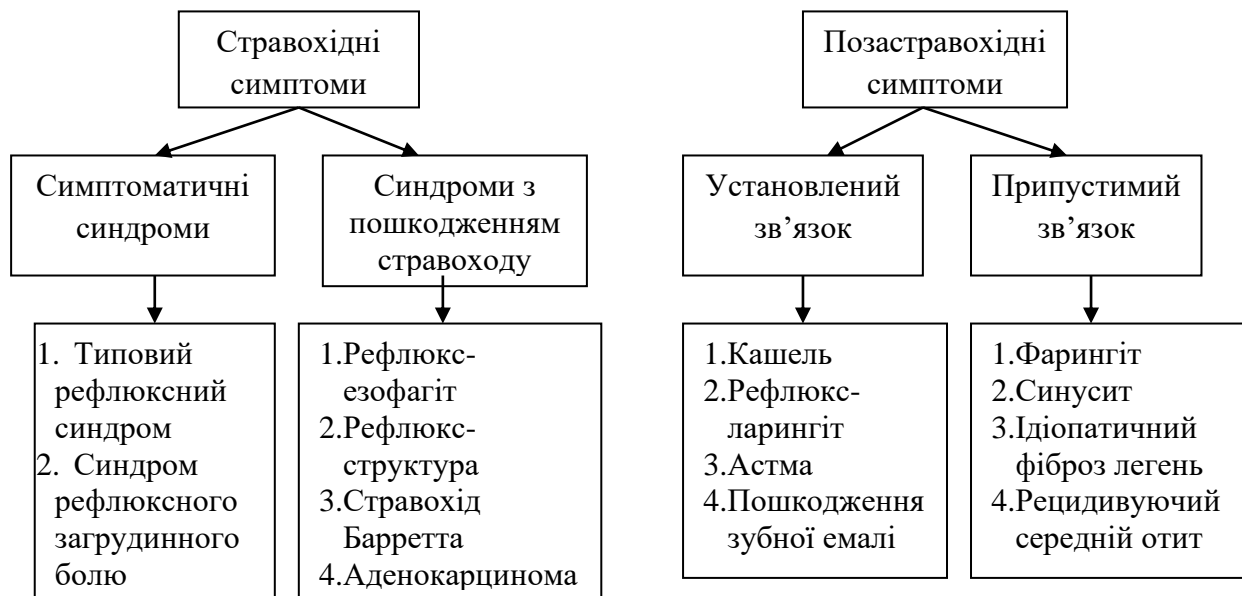 Стравохідні
симптоми
Позастравохідні
симптоми
Симптоматичні
синдроми
Синдроми з
пошкодженням
стравоходу
Установлений
зв’язок
Припустимий
зв’язок
1. Типовий
рефлюксний
синдром
2. Синдром
рефлюксного
загрудинного
болю
1.Рефлюкс-
езофагіт
2.Рефлюкс-
структура
3.Стравохід
Барретта
4.Аденокарцинома
1.Кашель
2.Рефлюкс-
ларингіт
3.Астма
4.Пошкодження
зубної емалі
1.Фарингіт
2.Синусит
3.Ідіопатичний
фіброз легень
4.Рецидивуючий
середній отит